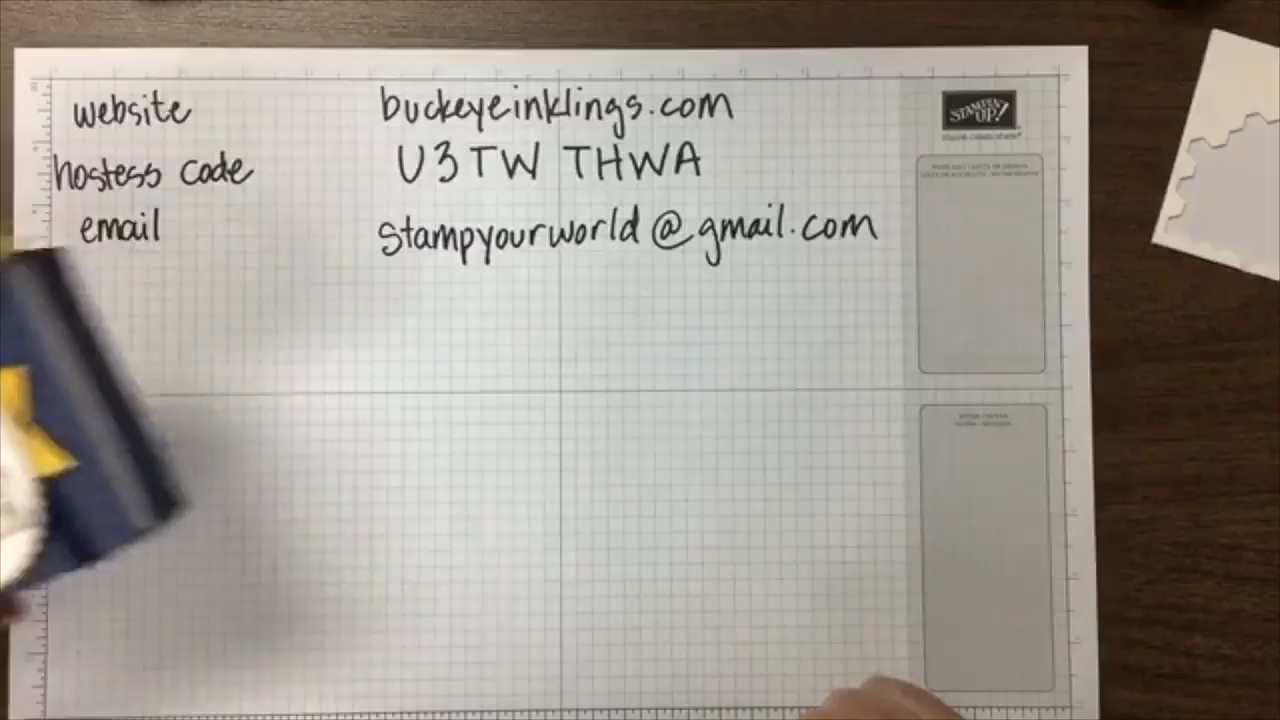 website buckeyeinklings.com
hostess code U3TW THWA
email stampyourworld@gmail.com
STAMPIN' UP!